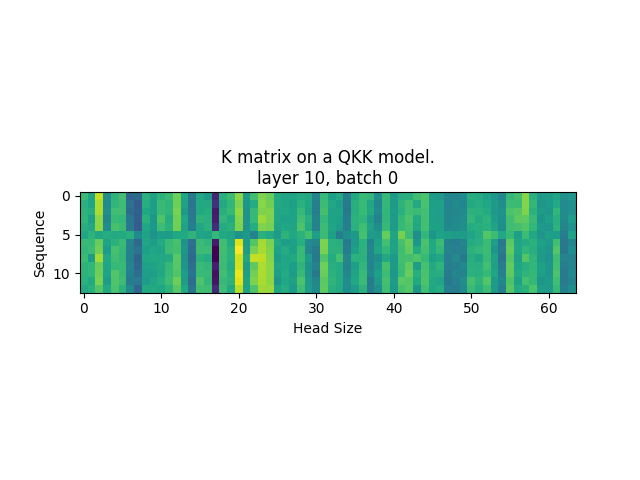 K matrix on a QKK model.
layer 10, batch 0
Sequence
0
5
10
0 10 20 30 40 50 60
Head Size